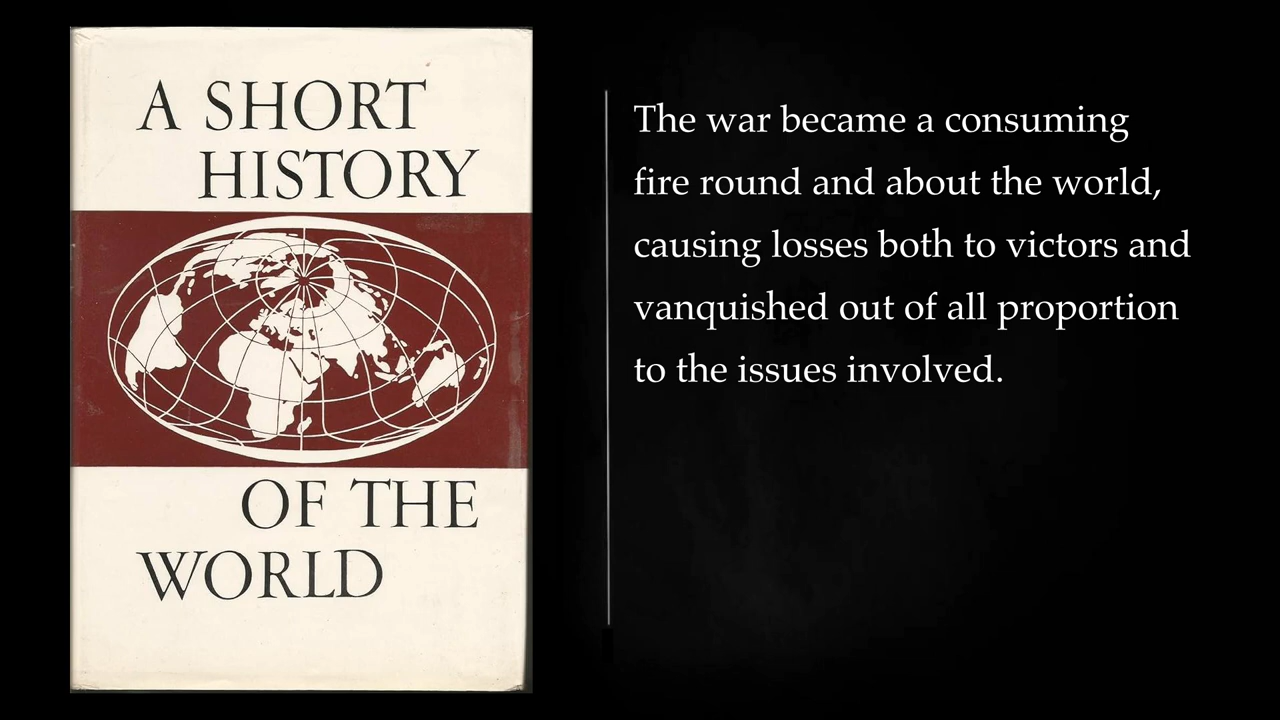 A SHORT
HISTORY
OF THE
WORLD
The war became a consuming
fire round and about the world,
causing losses both to victors and
vanquished out of all proportion
to the issues involved.